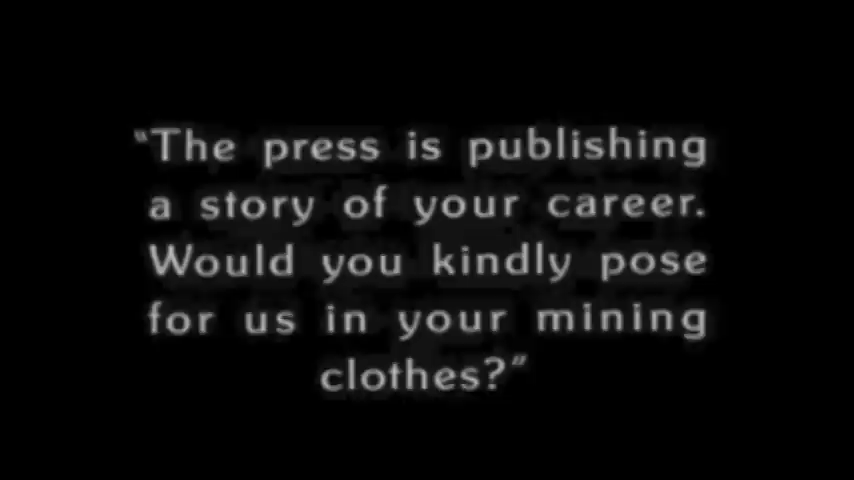 “The press is publishing
a story of your career.
Would you kindly pose
for us in your mining
clothes?”